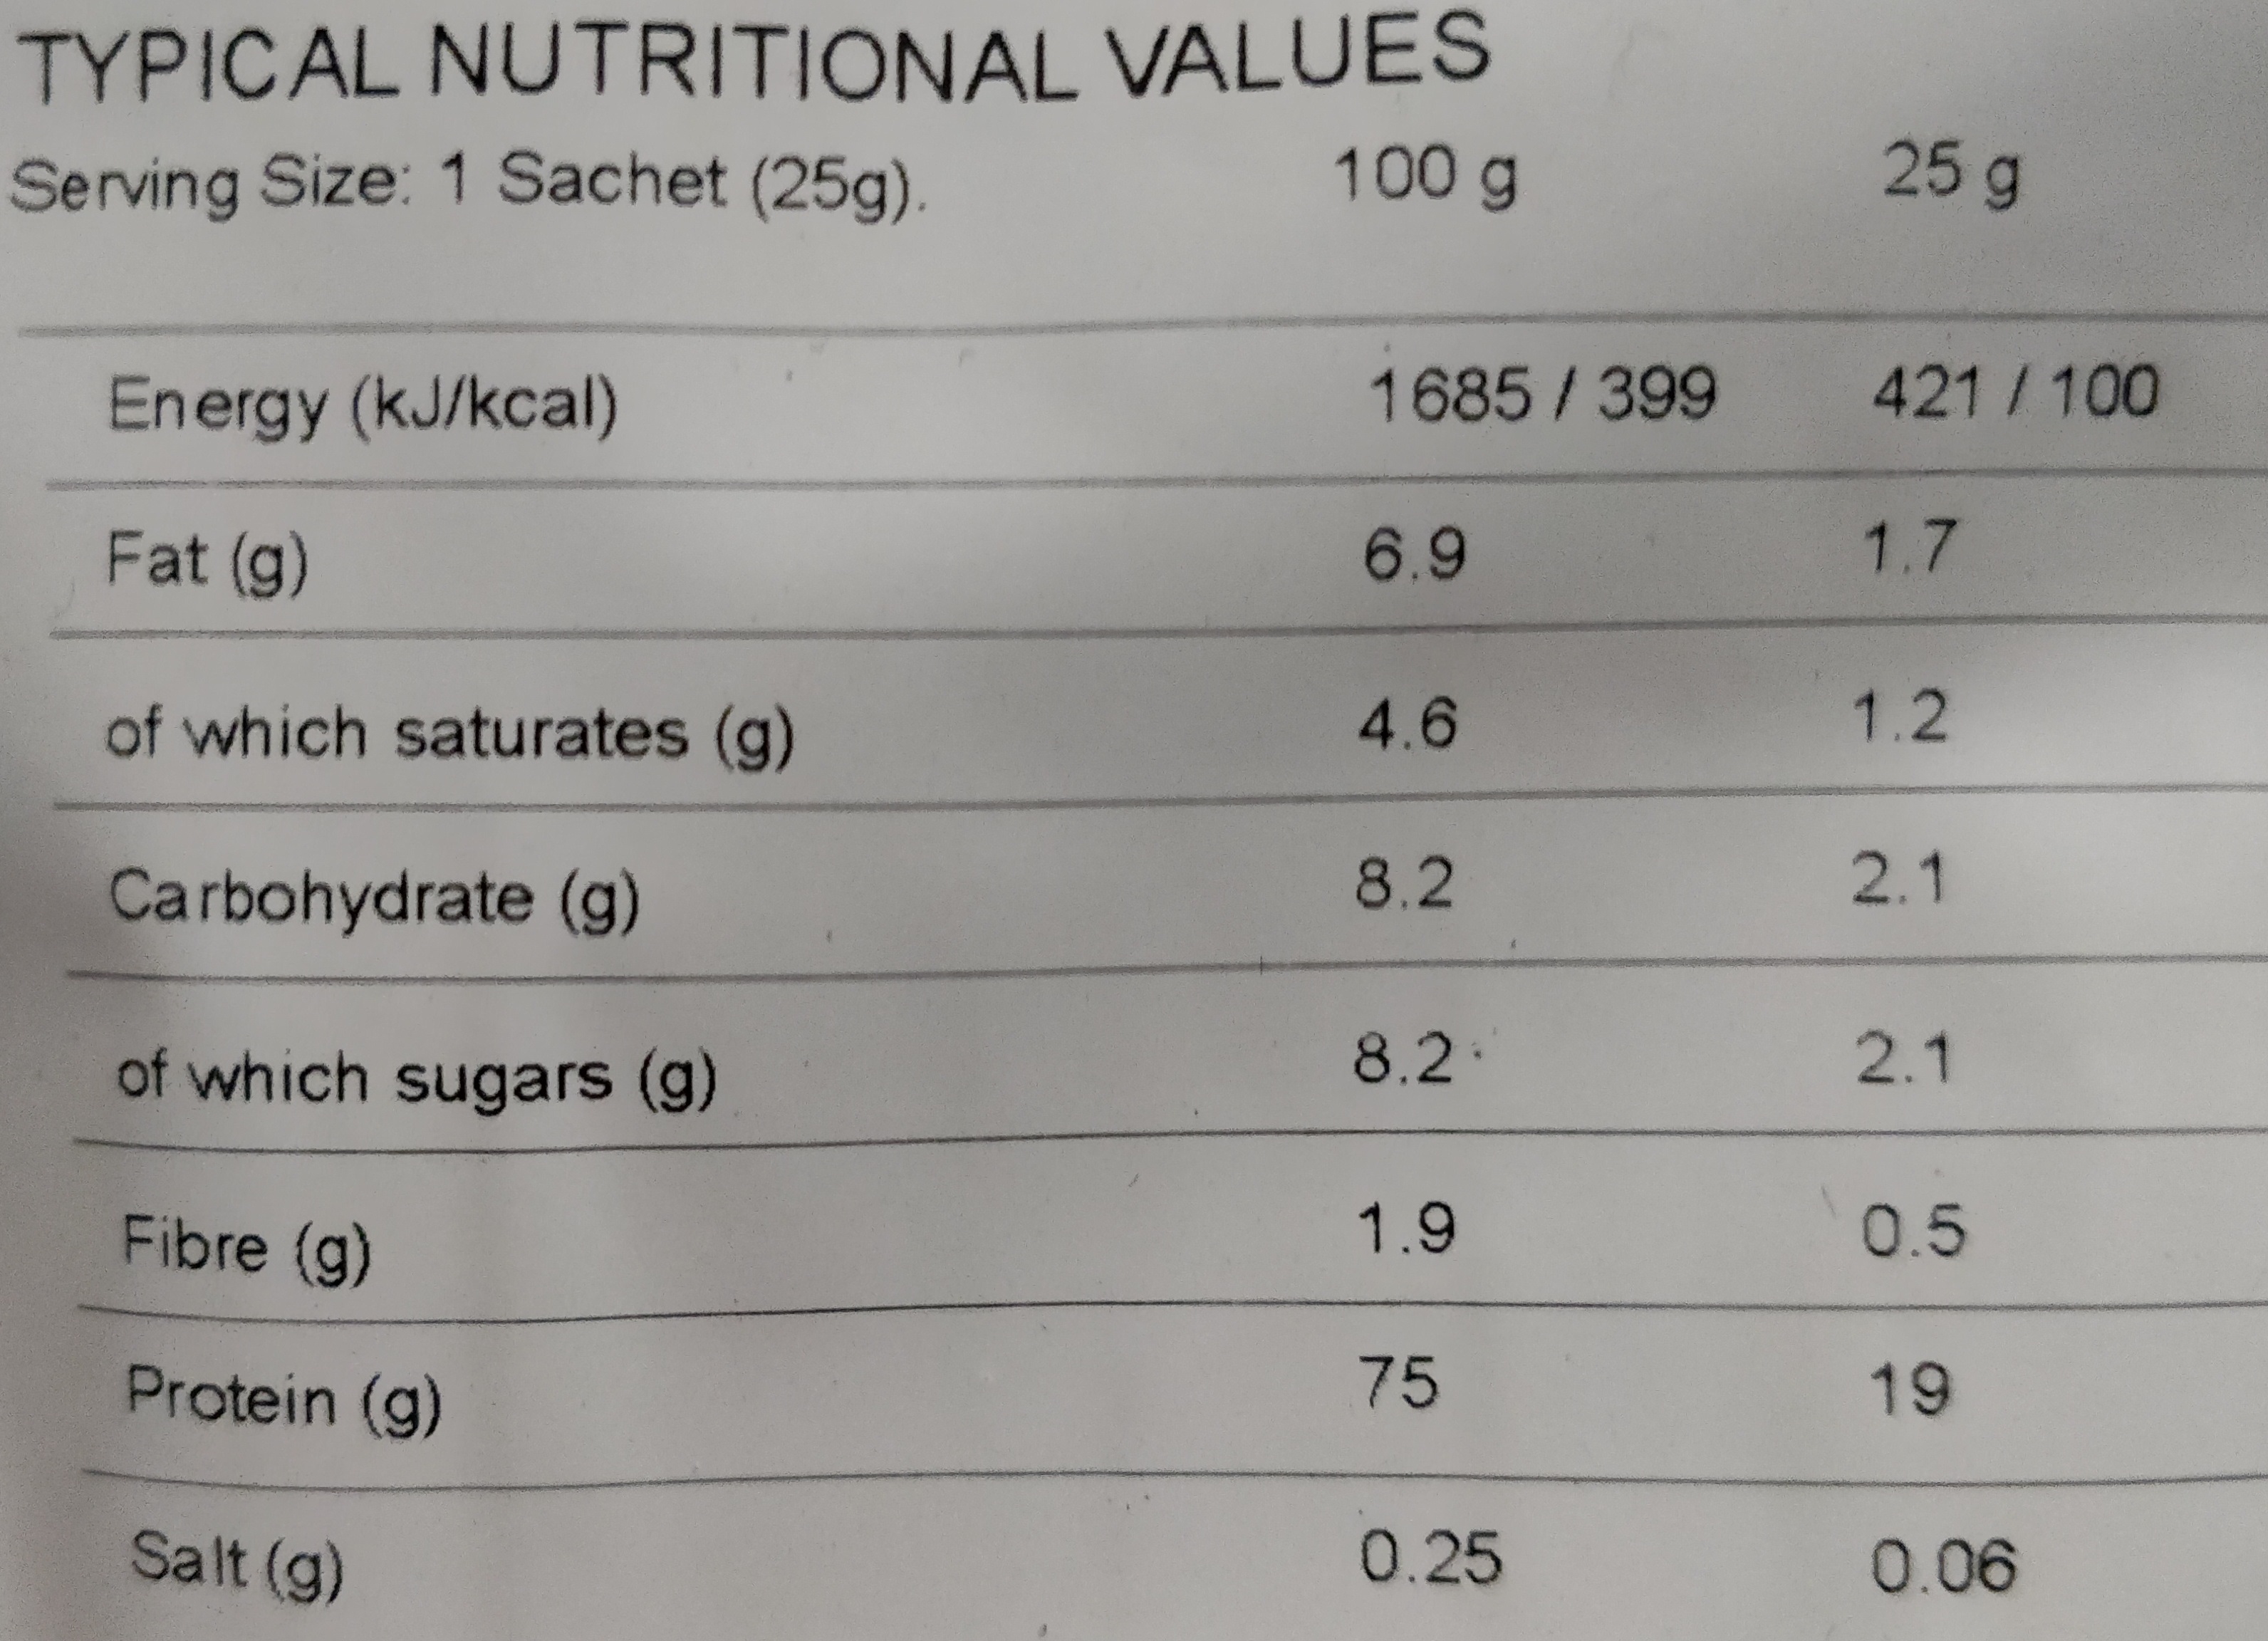 TYPICAL NUTRITIONAL VALUES
Serving Size: 1 Sachet (25g). 100 g 25 g
Energy (kJ/kcal) 1685 / 399 421 / 100
Fat (g) 6.9 1.7
of which saturates (g) 4.6 1.2
Carbohydrate (g) 8.2 2.1
of which sugars (g) 8.2 2.1
Fibre (g) 1.9 0.5
Protein (g) 75 19
Salt (g) 0.25 0.06